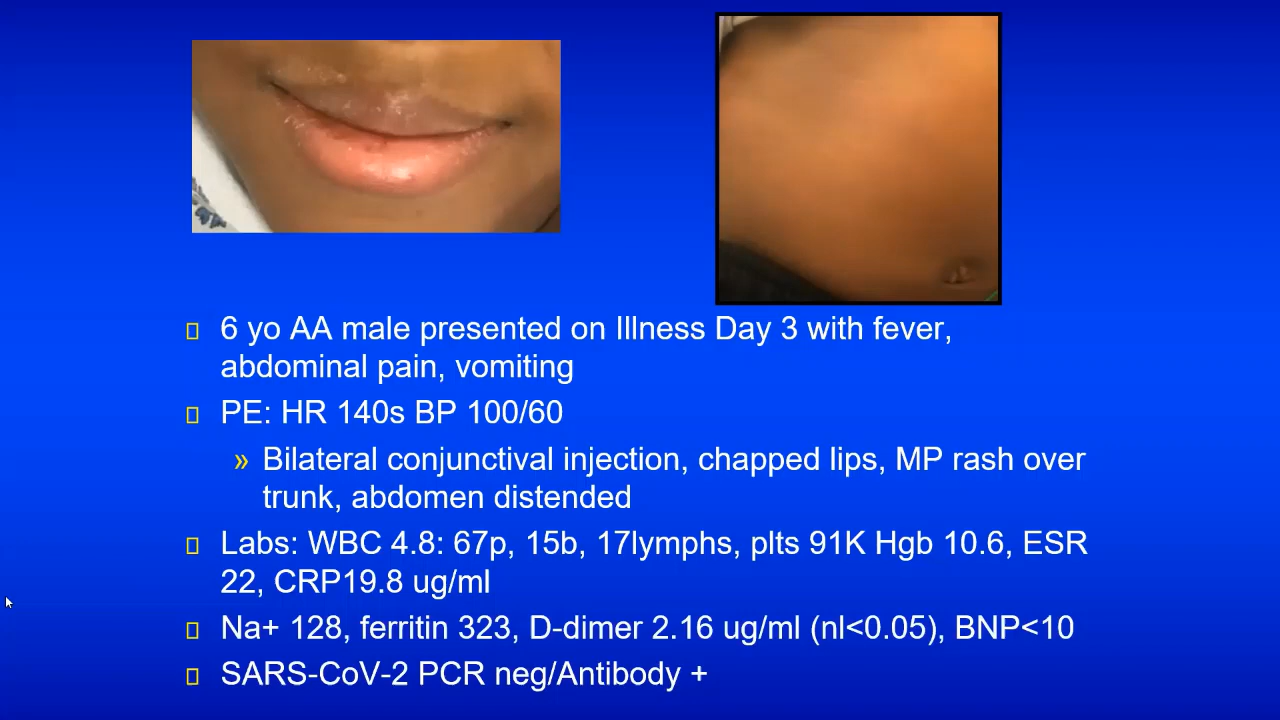 6 yo AA male presented on Illness Day 3 with fever,
abdominal pain, vomiting
PE: HR 140s BP 100/60
» Bilateral conjunctival injection, chapped lips, MP rash over
trunk, abdomen distended
Labs: WBC 4.8: 67p, 15b, 17lymphs, plts 91K Hgb 10.6, ESR
22, CRP19.8 ug/ml
Na+ 128, ferritin 323, D-dimer 2.16 ug/ml (nl<0.05), BNP<10
SARS-CoV-2 PCR neg/Antibody +